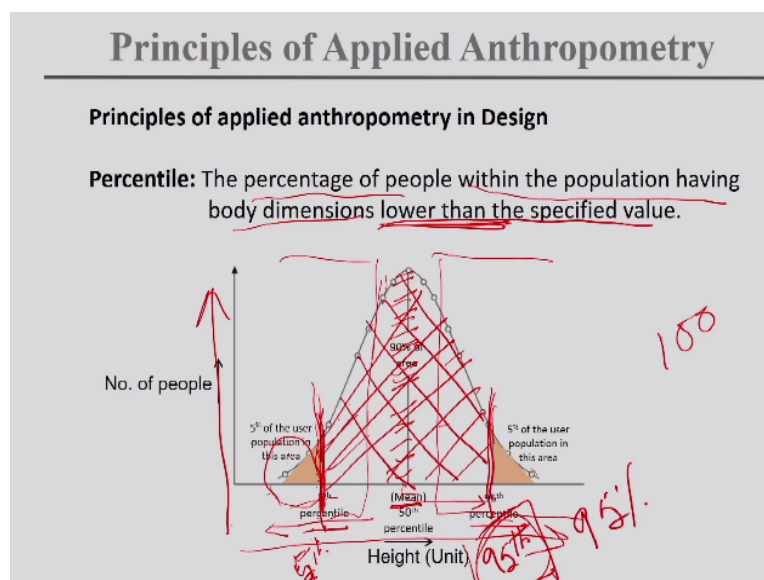 Principles of Applied Anthropometry
Principles of applied anthropometry in Design
Percentile: The percentage of people within the population having
body dimensions lower than the specified value.
100
90% of
area
No. of people
5% of the user
population in
this area
5% of the user
population in
this area
percentile
(Mean)
50th
percentile
percentile
95%
5th
Height (Unit)
95th